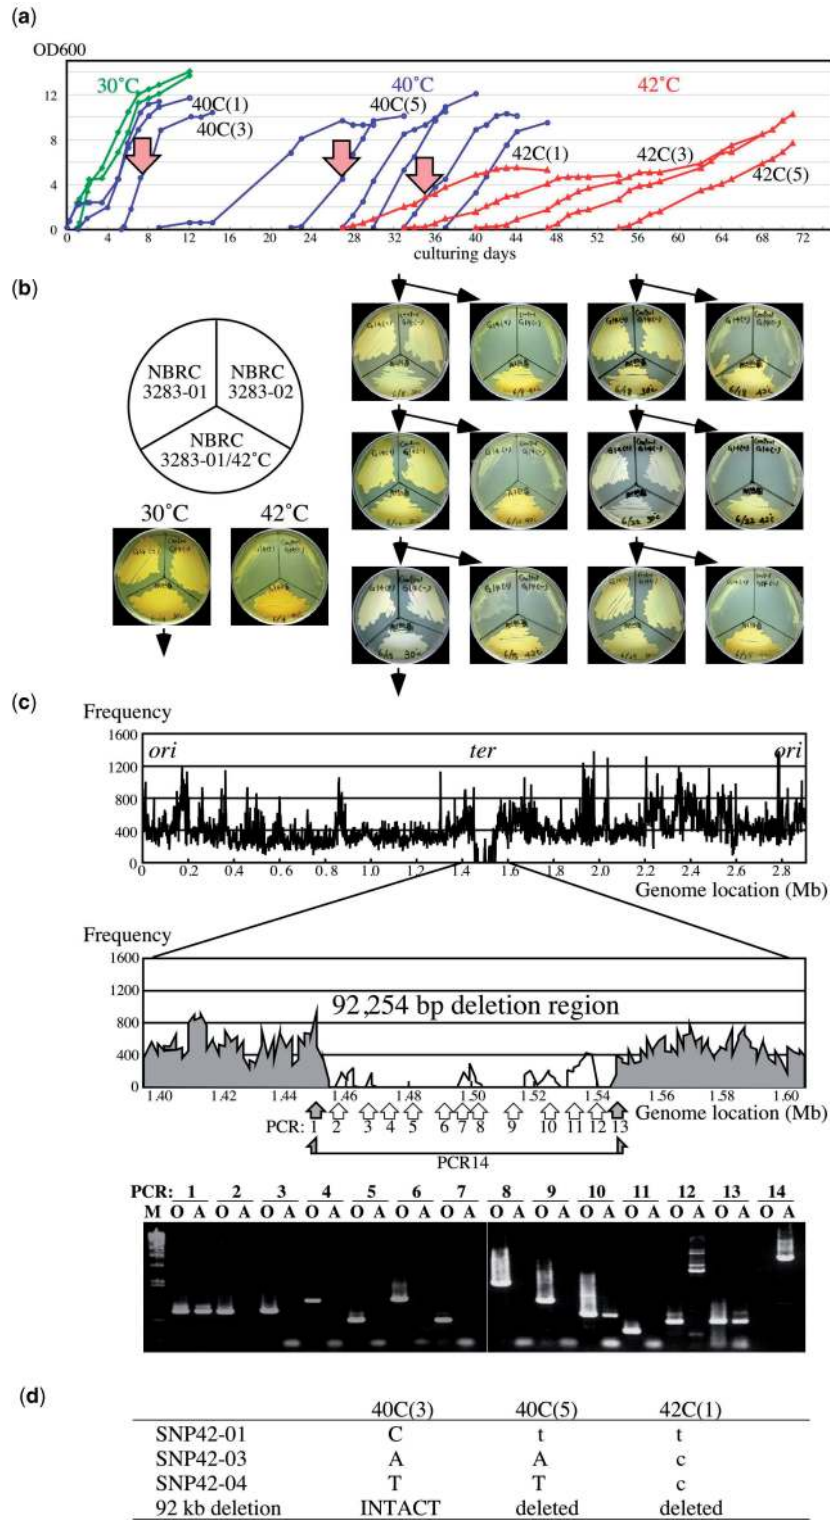 (a)
OD600
30˚C 40˚C 42˚C
40C(1) 40C(5)
40C(3)
42C(1) 42C(3)
42C(5)
12
8
4
0
0 4 8 12 16 20 24 28 32 36 40 44 48 52 56 60 64 68 72
culturing days
(b)
NBRC 3283-01
NBRC 3283-02
NBRC 3283-01/42˚C
30˚C 42˚C
(c)
Frequency
1600
1200
800
400
0
ori ter ori
0 0.2 0.4 0.6 0.8 1.0 1.2 1.4 1.6 1.8 2.0 2.2 2.4 2.6 2.8
Genome location (Mb)
Frequency
1600
1200
800
400
0
92,254 bp deletion region
1.40 1.42 1.44 1.46 1.48 1.50 1.52 1.54 1.56 1.58 1.60
Genome location (Mb)
PCR: 1 2 3 4 5 6 7 8 9 10 11 12 13
PCR14
PCR: 1 2 3 4 5 6 7 8 9 10 11 12 13 14
M O A O A O A O A O A O A O A O A O A O A O A O A O A O A
(d)
40C(3) 40C(5) 42C(1)
SNP42-01 C t t
SNP42-03 A A c
SNP42-04 T T c
92 kb deletion INTACT deleted deleted